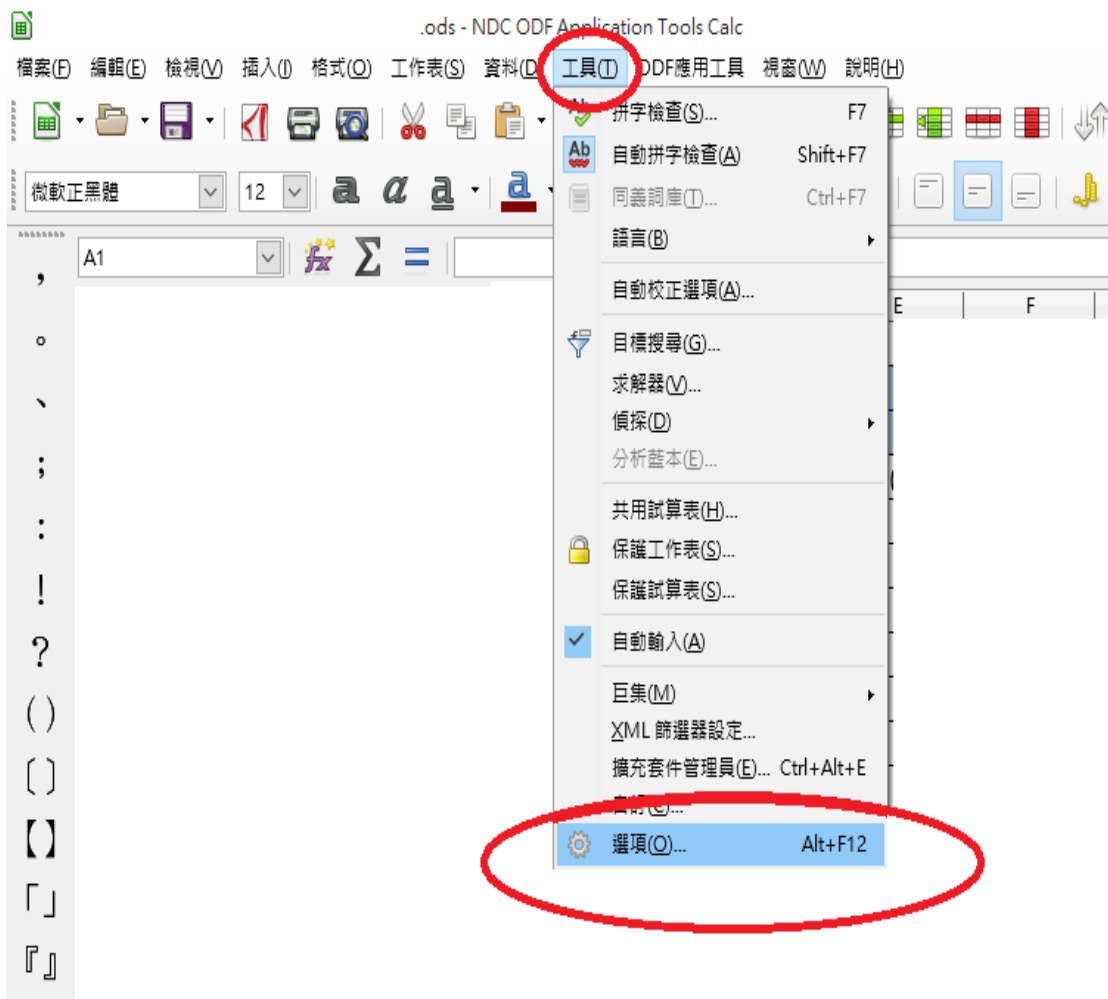 .ods - NDC ODF Application Tools Calc
檔案(F) 編輯(E) 檢視(V) 插入(I) 格式(O) 工作表(S) 資料(D 工具(T) ODF應用工具 視窗(W) 說明(H)
微軟正黑體 12 a a a a
A1 fx Σ =
E F
拼字檢查(S)... F7
Ab 自動拼字檢查(A) Shift+F7
同義詞庫(T)... Ctrl+F7
語言(B)
自動校正選項(A)...
目標搜尋(G)...
求解器(V)...
偵探(D)
分析藍本(E)...
共用試算表(H)...
保護工作表(S)...
保護試算表(S)...
自動輸入(A)
巨集(M)
XML 篩選器設定...
擴充套件管理員(E)... Ctrl+Alt+E
自訂(C)...
選項(O)... Alt+F12
，
。
、
；
：
！
？
（）
〔〕
【】
「」
『』